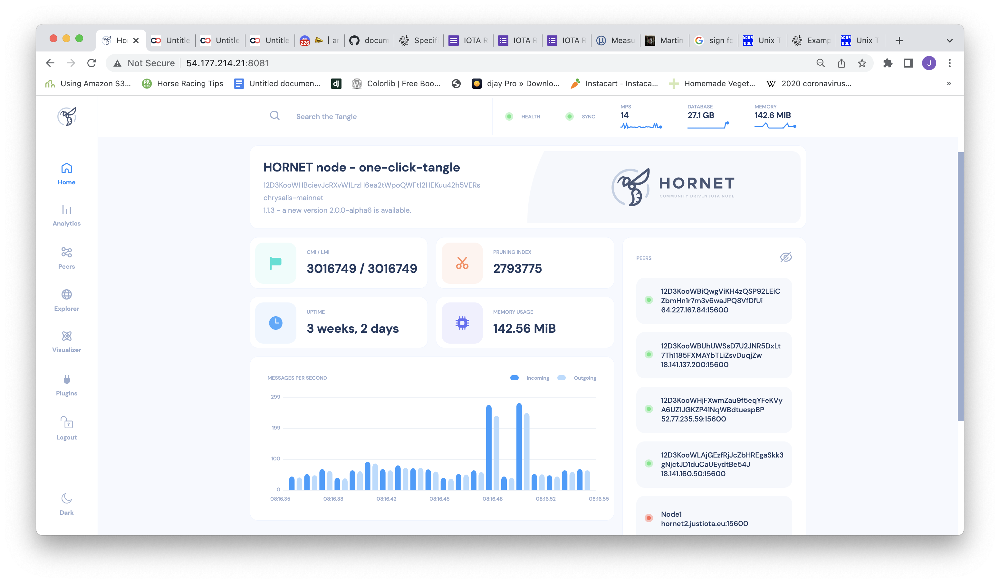 Ho
Untitle
Untitle
Untitle
226
ar
docum
Specif
IOTA R
IOTA R
IOTA R
Measu
Martin
sign fo
DANS TOOLS
Unix T
Examp
DANS TOOLS
Unix T
Not Secure
54.177.214.21:8081
J
Using Amazon S3...
PP. NEWS
Horse Racing Tips
Untitled documen...
dj
Colorlib | Free Boo...
djay Pro » Downlo...
Instacart - Instaca...
Homemade Veget...
W
2020 coronavirus...
»
Search the Tangle
HEALTH
SYNC
MPS
14
DATABASE
27.1 GB
MEMORY
142.6 MIB
Home
Analytics
Peers
Explorer
Visualizer
Plugins
Logout
Dark
HORNET node - one-click-tangle
12D3KooWHBcievJcRXvW1LrzH6ea2tWpoQWFt12HEKuu42h5VERs
chrysalis-mainnet
1.1.3 - a new version 2.0.0-alpha6 is available.
HORNET
COMMUNITY DRIVEN IOTA NODE
CMI / LMI
3016749 / 3016749
PRUNING INDEX
2793775
UPTIME
3 weeks, 2 days
MEMORY USAGE
142.56 MiB
MESSAGES PER SECOND
Incoming
Outgoing
299
199
100
0
08:16.35
08:16.38
08:16.42
08:16.45
08:16.48
08:16.52
08:16.55
PEERS
12D3KooWBiQwgViKH4zQSP92LEiC
ZbmHn1r7m3v6waJPQ8VfDfUi
64.227.167.84:15600
12D3KooWBUhUWSsD7U2JNR5DxLt
7Th1185FXMAYbTLiZsvDuqjZw
18.141.137.200:15600
12D3KooWHjFXwmZau9f5eqYFeKVy
A6UZ1JGKZP41NqWBdtuespBP
52.77.235.59:15600
12D3KooWLAjGEzfRjJcZbHREgaSkk3
gNjctJD1duCaUEydtBe54J
18.141.160.50:15600
Node1
hornet2.justiota.eu:15600